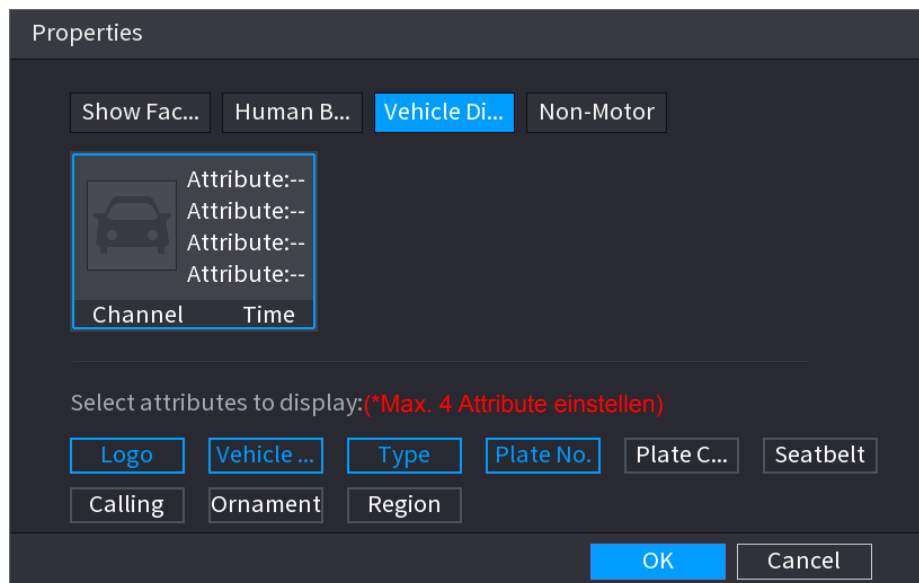 Properties
Show Fac... Human B... Vehicle Di... Non-Motor
Attribute:--
Attribute:--
Attribute:--
Attribute:--
Channel Time
Select attributes to display:(*Max. 4 Attribute einstellen)
Logo Vehicle ... Type Plate No. Plate C... Seatbelt
Calling Ornament Region
OK Cancel